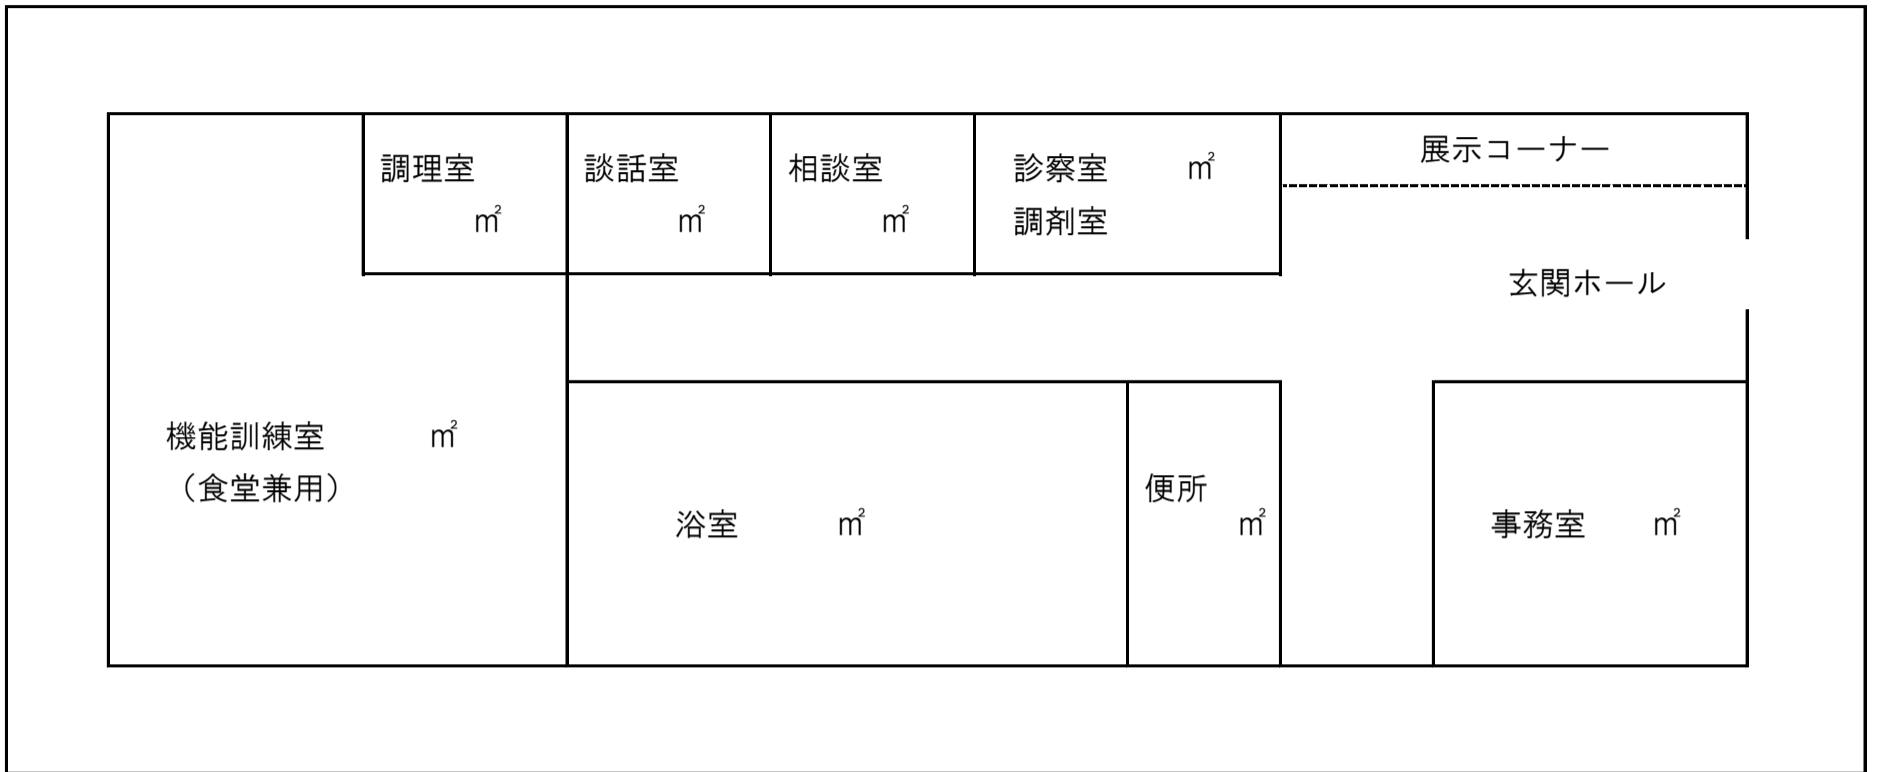 展示コーナー
調理室
㎡
談話室
㎡
相談室
㎡
診察室 ㎡
調剤室
玄関ホール
機能訓練室 ㎡
（食堂兼用）
浴室 ㎡
便所
㎡
事務室 ㎡